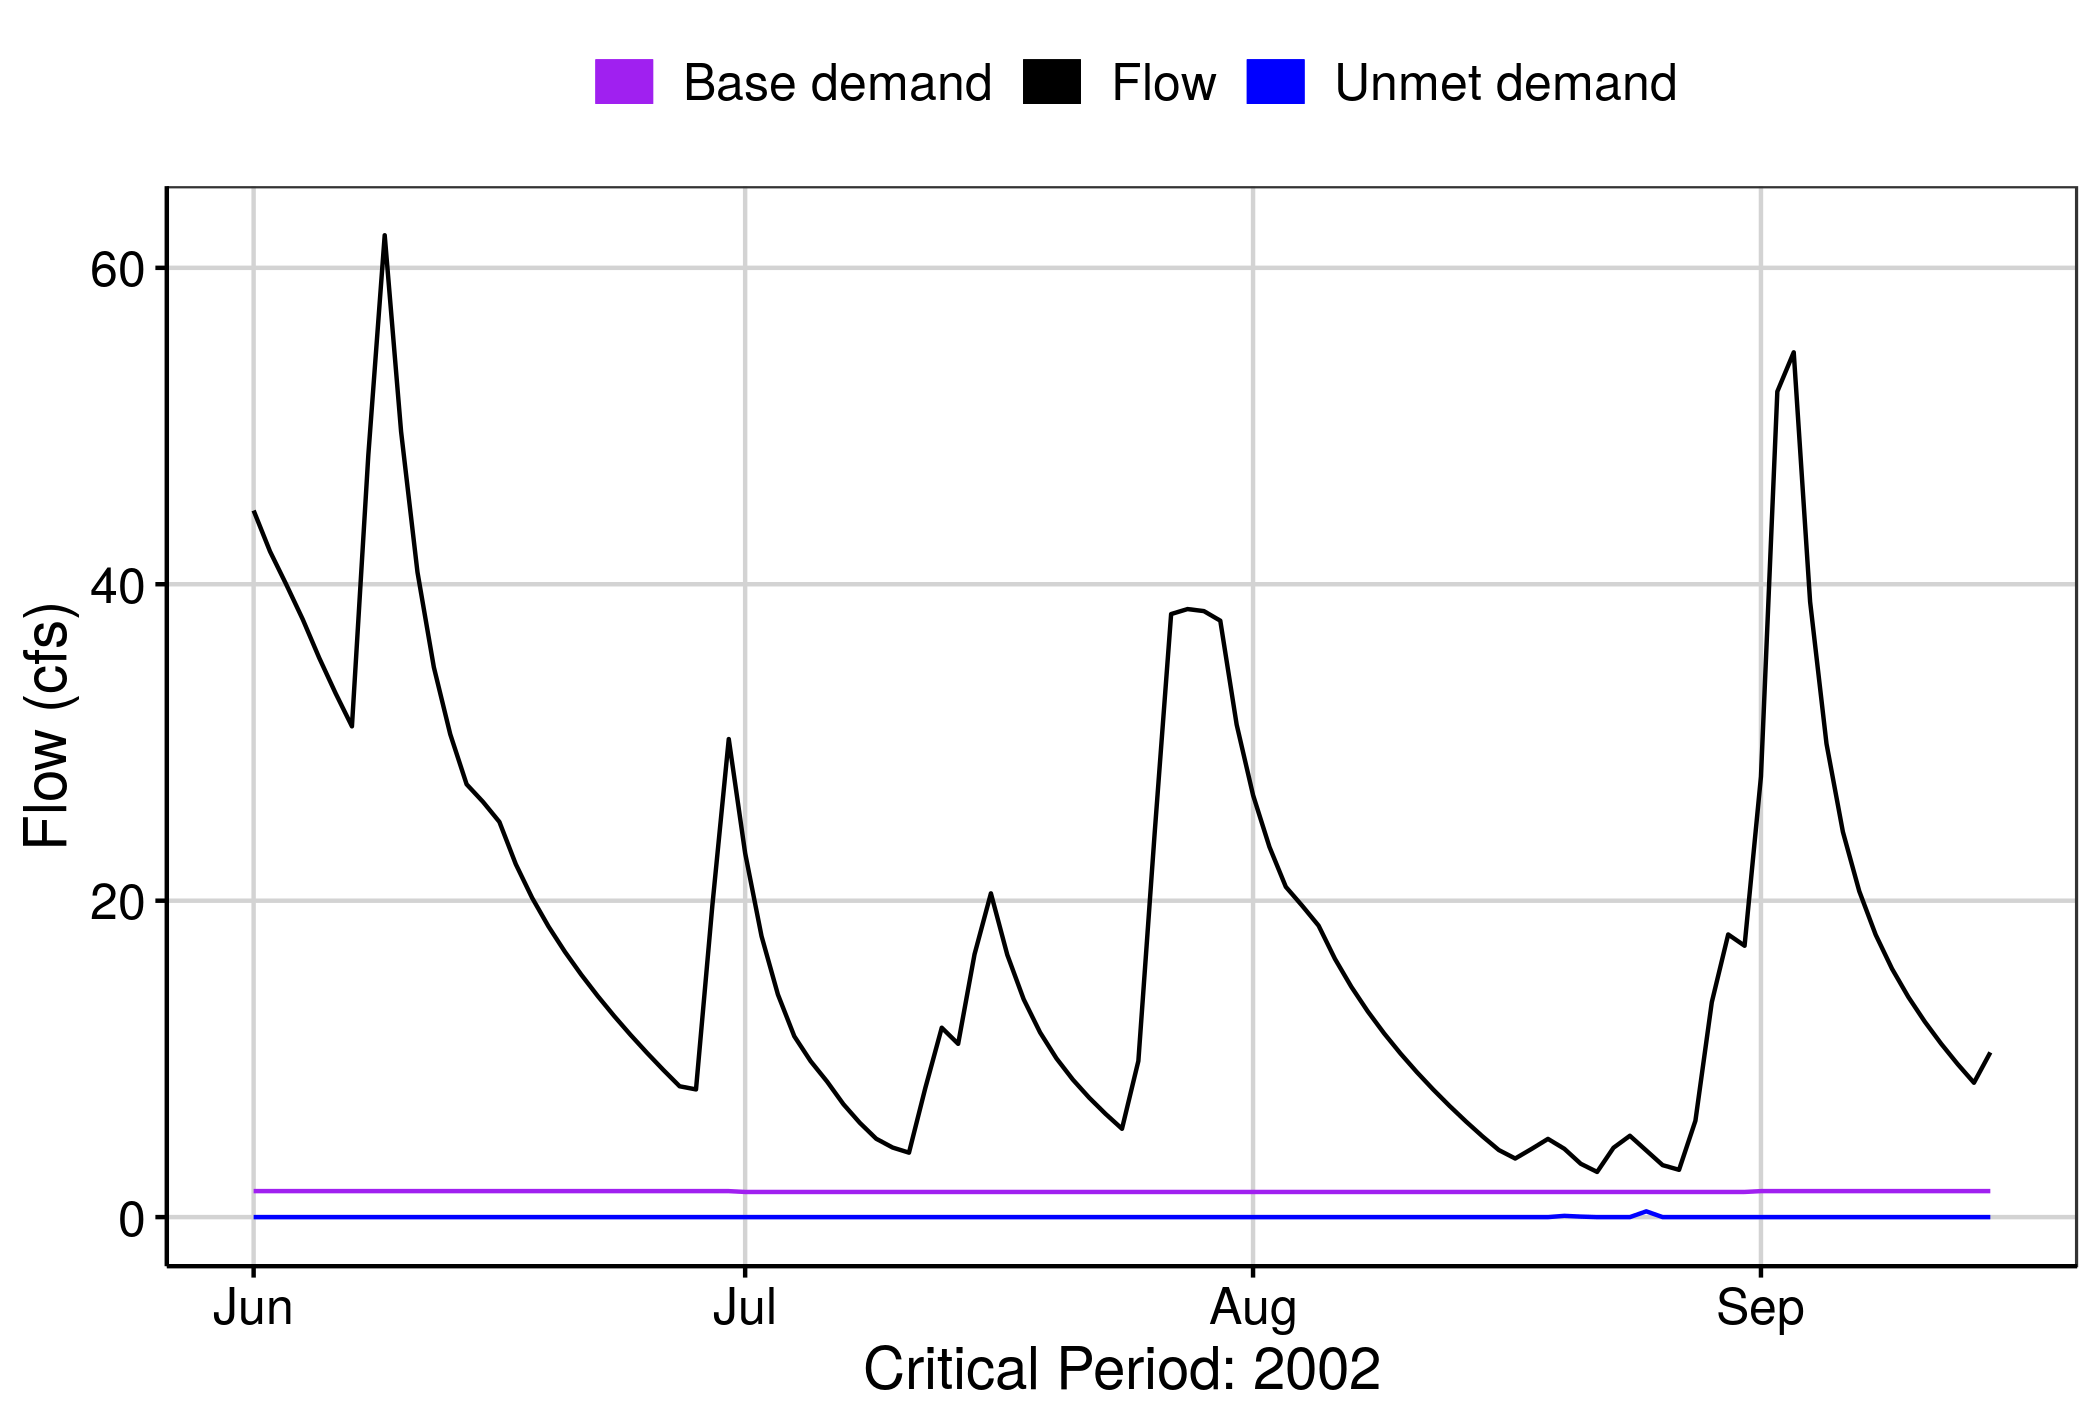 Base demand Flow Unmet demand
60
40
20
0
Flow (cfs)
Jun Jul Aug Sep
Critical Period: 2002